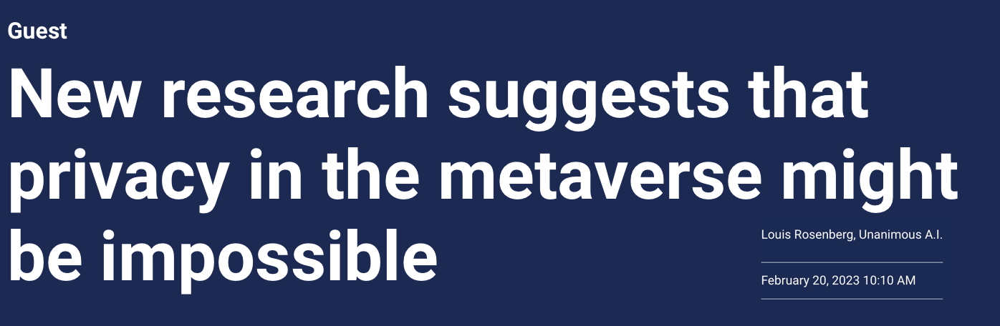 Guest
New research suggests that
privacy in the metaverse might
be impossible
Louis Rosenberg, Unanimous A.I.
February 20, 2023 10:10 AM